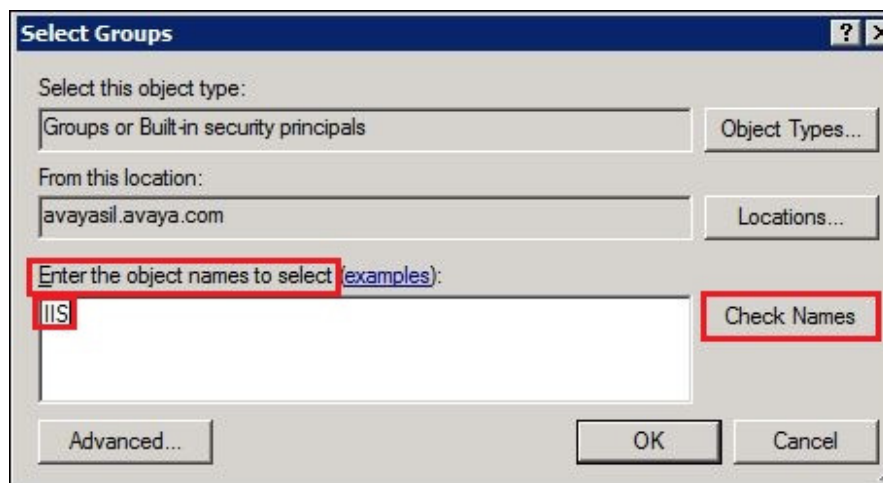 Select Groups
?
Select this object type:
Groups or Built-in security principals
Object Types...
From this location:
avayasil.avaya.com
Locations...
Enter the object names to select (examples):
IIS
Check Names
Advanced...
OK
Cancel